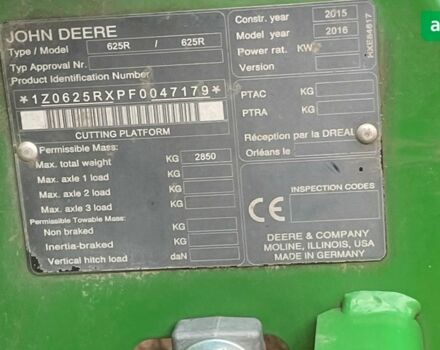 JOHN DEERE
Type / Model 625R / 625R
Typ Approval Nr.
Product Identification Number
*1Z0625RXPF0047179*
CUTTING PLATFORM
Permissible Mass:
Max. total weight KG 2850
Max. axle 1 load KG
Max. axle 2 load KG
Max. axle 3 load KG
Permissible Towable Mass:
Non braked KG
Inertia-braked KG
Vertical hitch load daN
Constr. year 2015
Model year 2016
Power rat. KW
Version
HXE84617
PTAC KG
PTRA KG
Réception par la DREAL
Orléans le
INSPECTION CODES
CE
DEERE & COMPANY
MOLINE, ILLINOIS, USA
MADE IN GERMANY
a